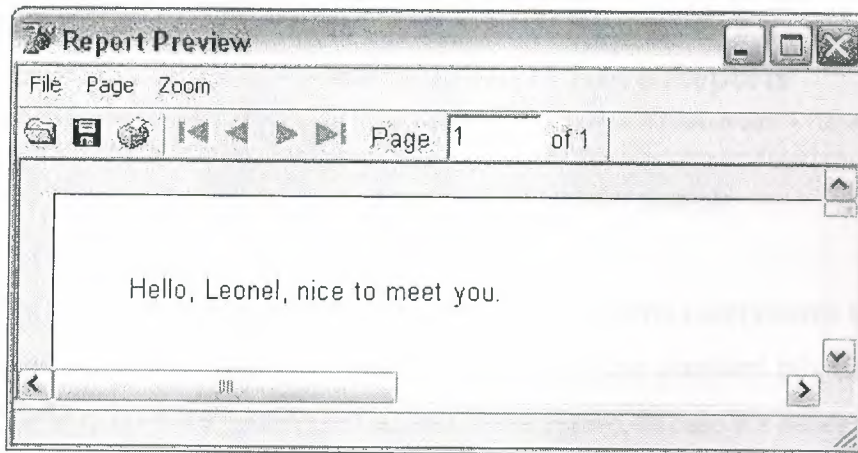 Report Preview
File Page Zoom
Page 1 of 1
Hello, Leonel, nice to meet you.